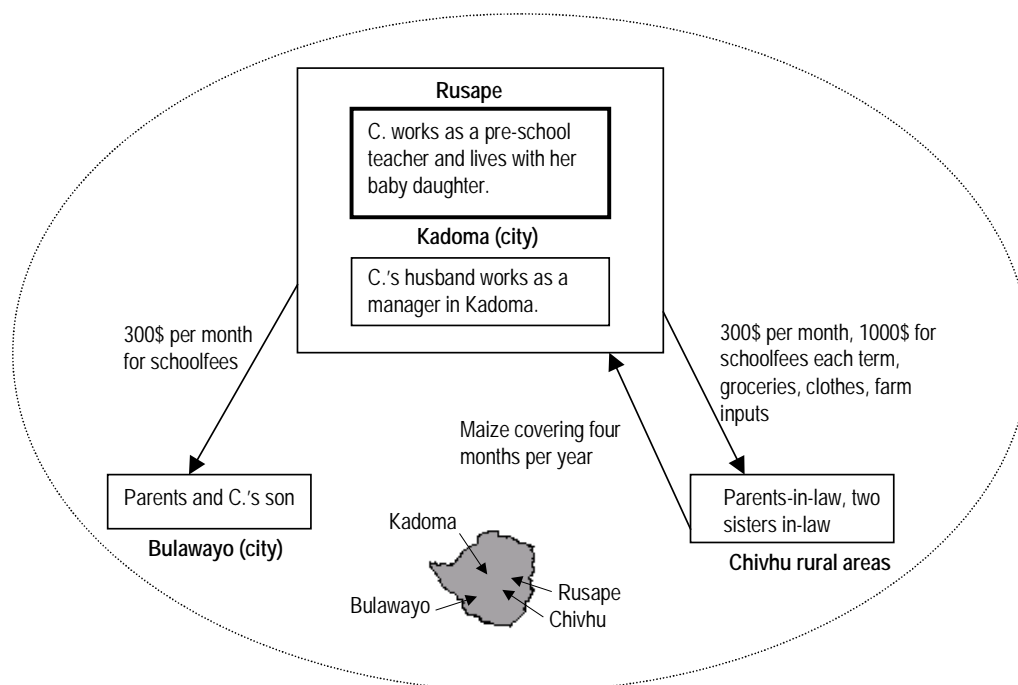 Rusape
C. works as a pre-school
teacher and lives with her
baby daughter.
Kadoma (city)
C.'s husband works as a
manager in Kadoma.
300$ per month
for schoolfees
300$ per month, 1000$ for
schoolfees each term,
groceries, clothes, farm
inputs
Maize covering four
months per year
Parents and C.'s son
Bulawayo (city)
Parents-in-law, two
sisters in-law
Chivhu rural areas
Kadoma
Rusape
Bulawayo
Chivhu